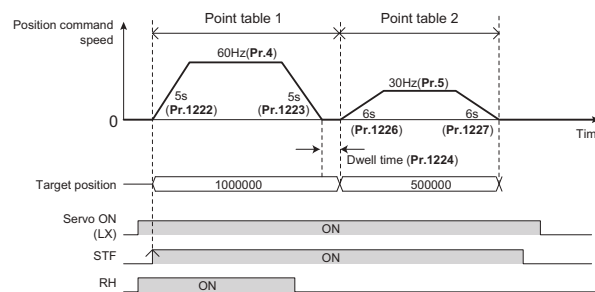 Position command
speed
Point table 1
Point table 2
60Hz(Pr.4)
30Hz(Pr.5)
5s
(Pr.1222)
5s
(Pr.1223)
6s
(Pr.1226)
6s
(Pr.1227)
0
Time
Dwell time (Pr.1224)
Target position
1000000
500000
Servo ON
(LX)
ON
STF
ON
RH
ON